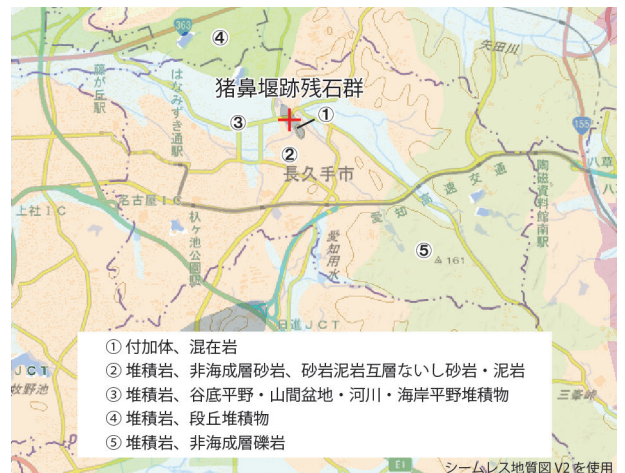 363
④
矢田川
藤が丘駅
はなみずき通駅
猪鼻堰跡残石群
①
155
③
②
長久手市
八草
陶磁資料館南駅
愛知高速交通
上社IC
名古屋IC
杁ヶ池公園駅
愛知用水
⑤
161
日進JCT
① 付加体、混在岩
② 堆積岩、非海成層砂岩、砂岩泥岩互層ないし砂岩・泥岩
③ 堆積岩、谷底平野・山間盆地・河川・海岸平野堆積物
④ 堆積岩、段丘堆積物
⑤ 堆積岩、非海成層礫岩
JCT
牧野池
三峯峠
E1
シームレス地質図 V2 を使用